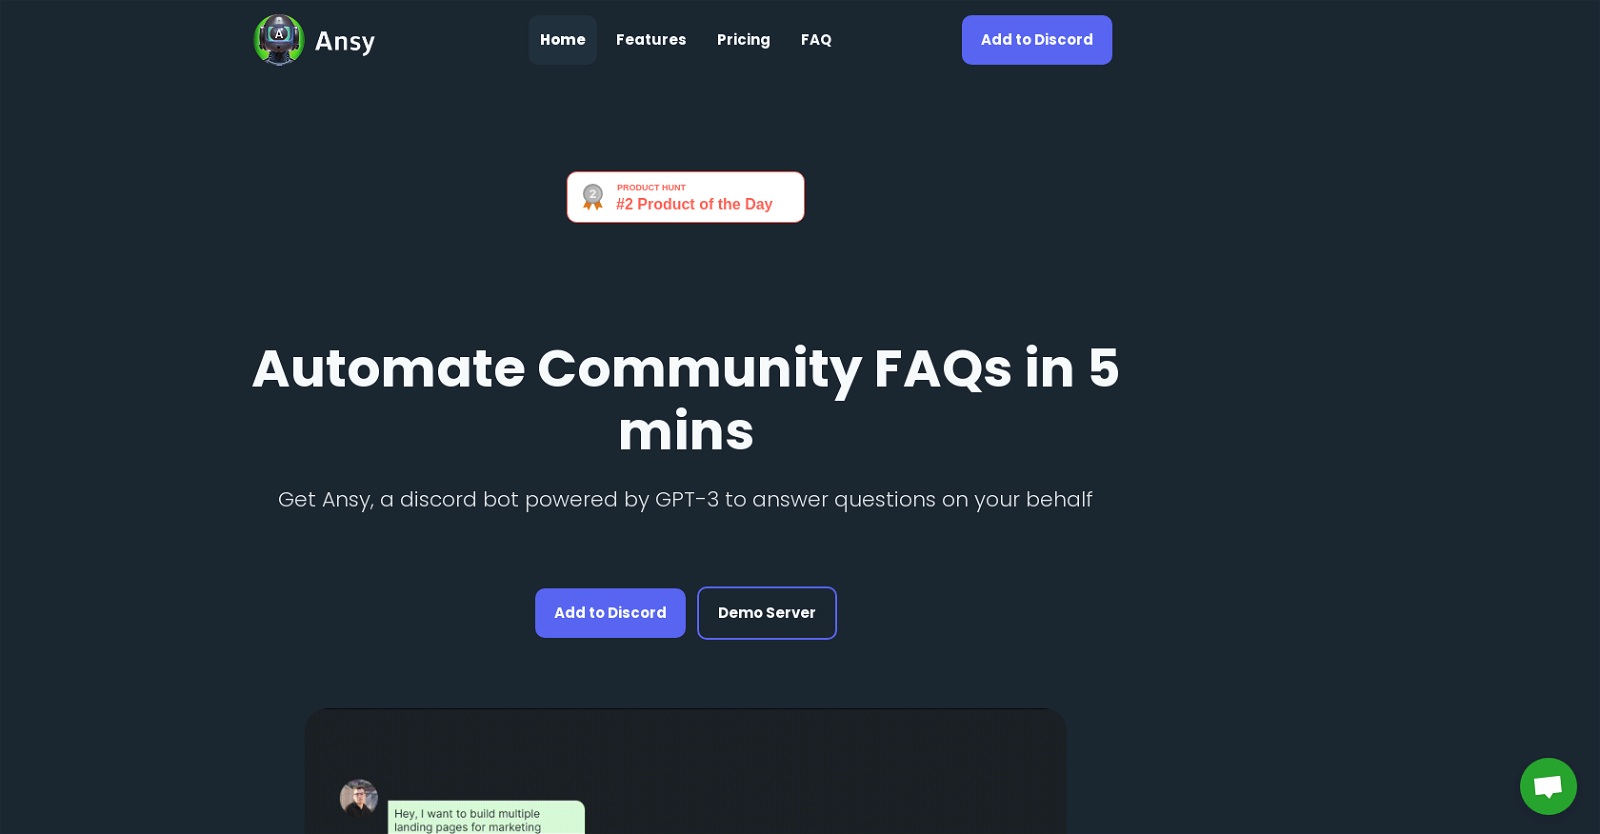 A Ansy
Home Features Pricing FAQ
Add to Discord
2
PRODUCT HUNT
#2 Product of the Day
Automate Community FAQs in 5
mins
Get Ansy, a discord bot powered by GPT-3 to answer questions on your behalf
Add to Discord
Demo Server
Hey, I want to build multiple
landing pages for marketing